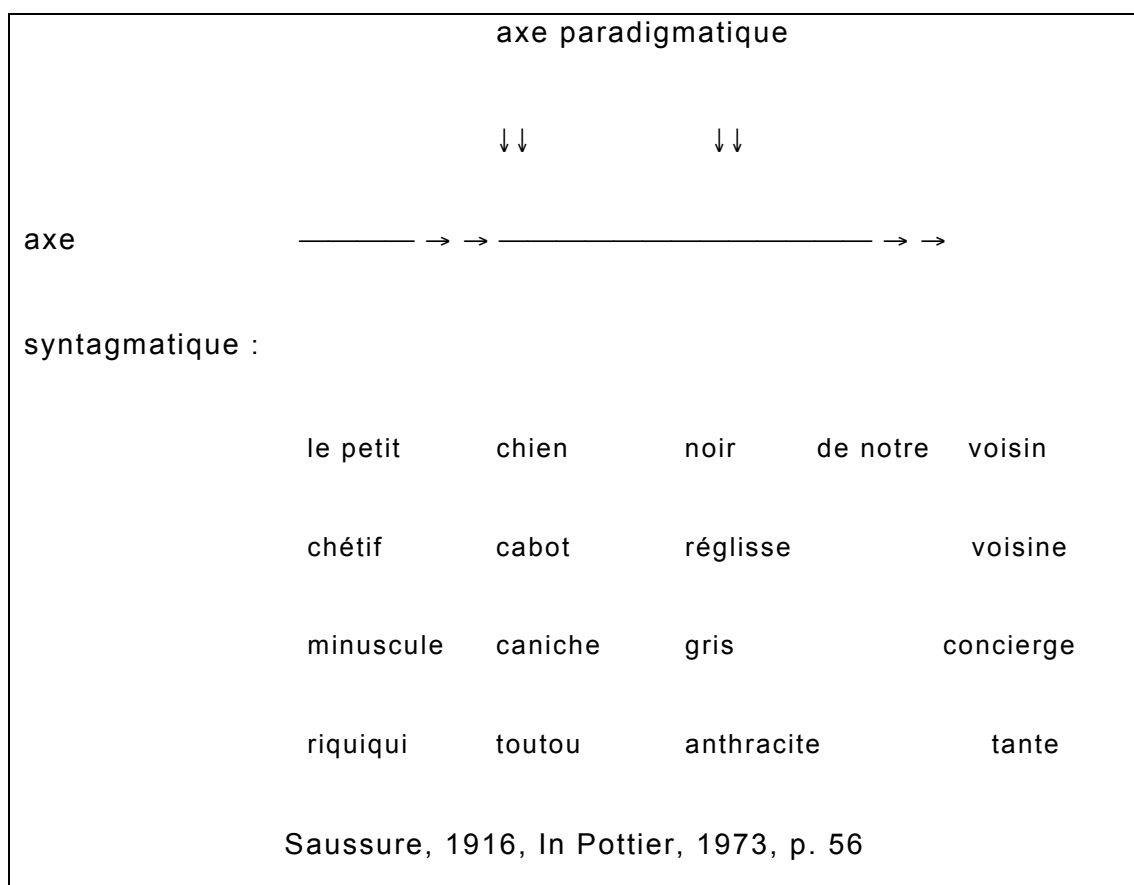 axe paradigmatique
↓↓ ↓↓
axe ———— → → ————————————— → →
syntagmatique :
le petit chien noir de notre voisin
chétif cabot réglisse voisine
minuscule caniche gris concierge
riquiqui toutou anthracite tante
Saussure, 1916, In Pottier, 1973, p. 56